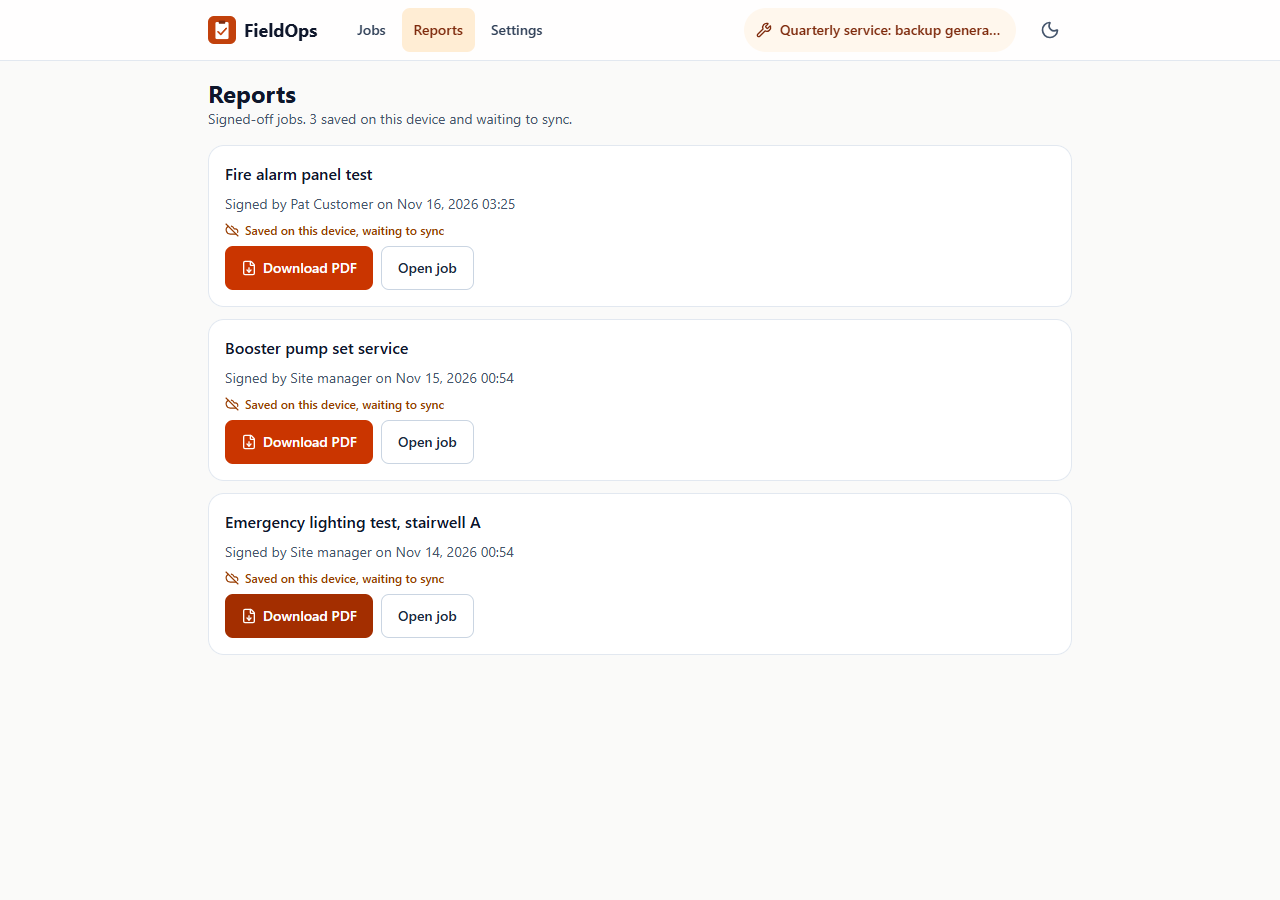 FieldOps
Jobs
Reports
Settings
Quarterly service: backup genera...
Reports
Signed-off jobs. 3 saved on this device and waiting to sync.
Fire alarm panel test
Signed by Pat Customer on Nov 16, 2026 03:25
Saved on this device, waiting to sync
Download PDF
Open job
Booster pump set service
Signed by Site manager on Nov 15, 2026 00:54
Saved on this device, waiting to sync
Download PDF
Open job
Emergency lighting test, stairwell A
Signed by Site manager on Nov 14, 2026 00:54
Saved on this device, waiting to sync
Download PDF
Open job